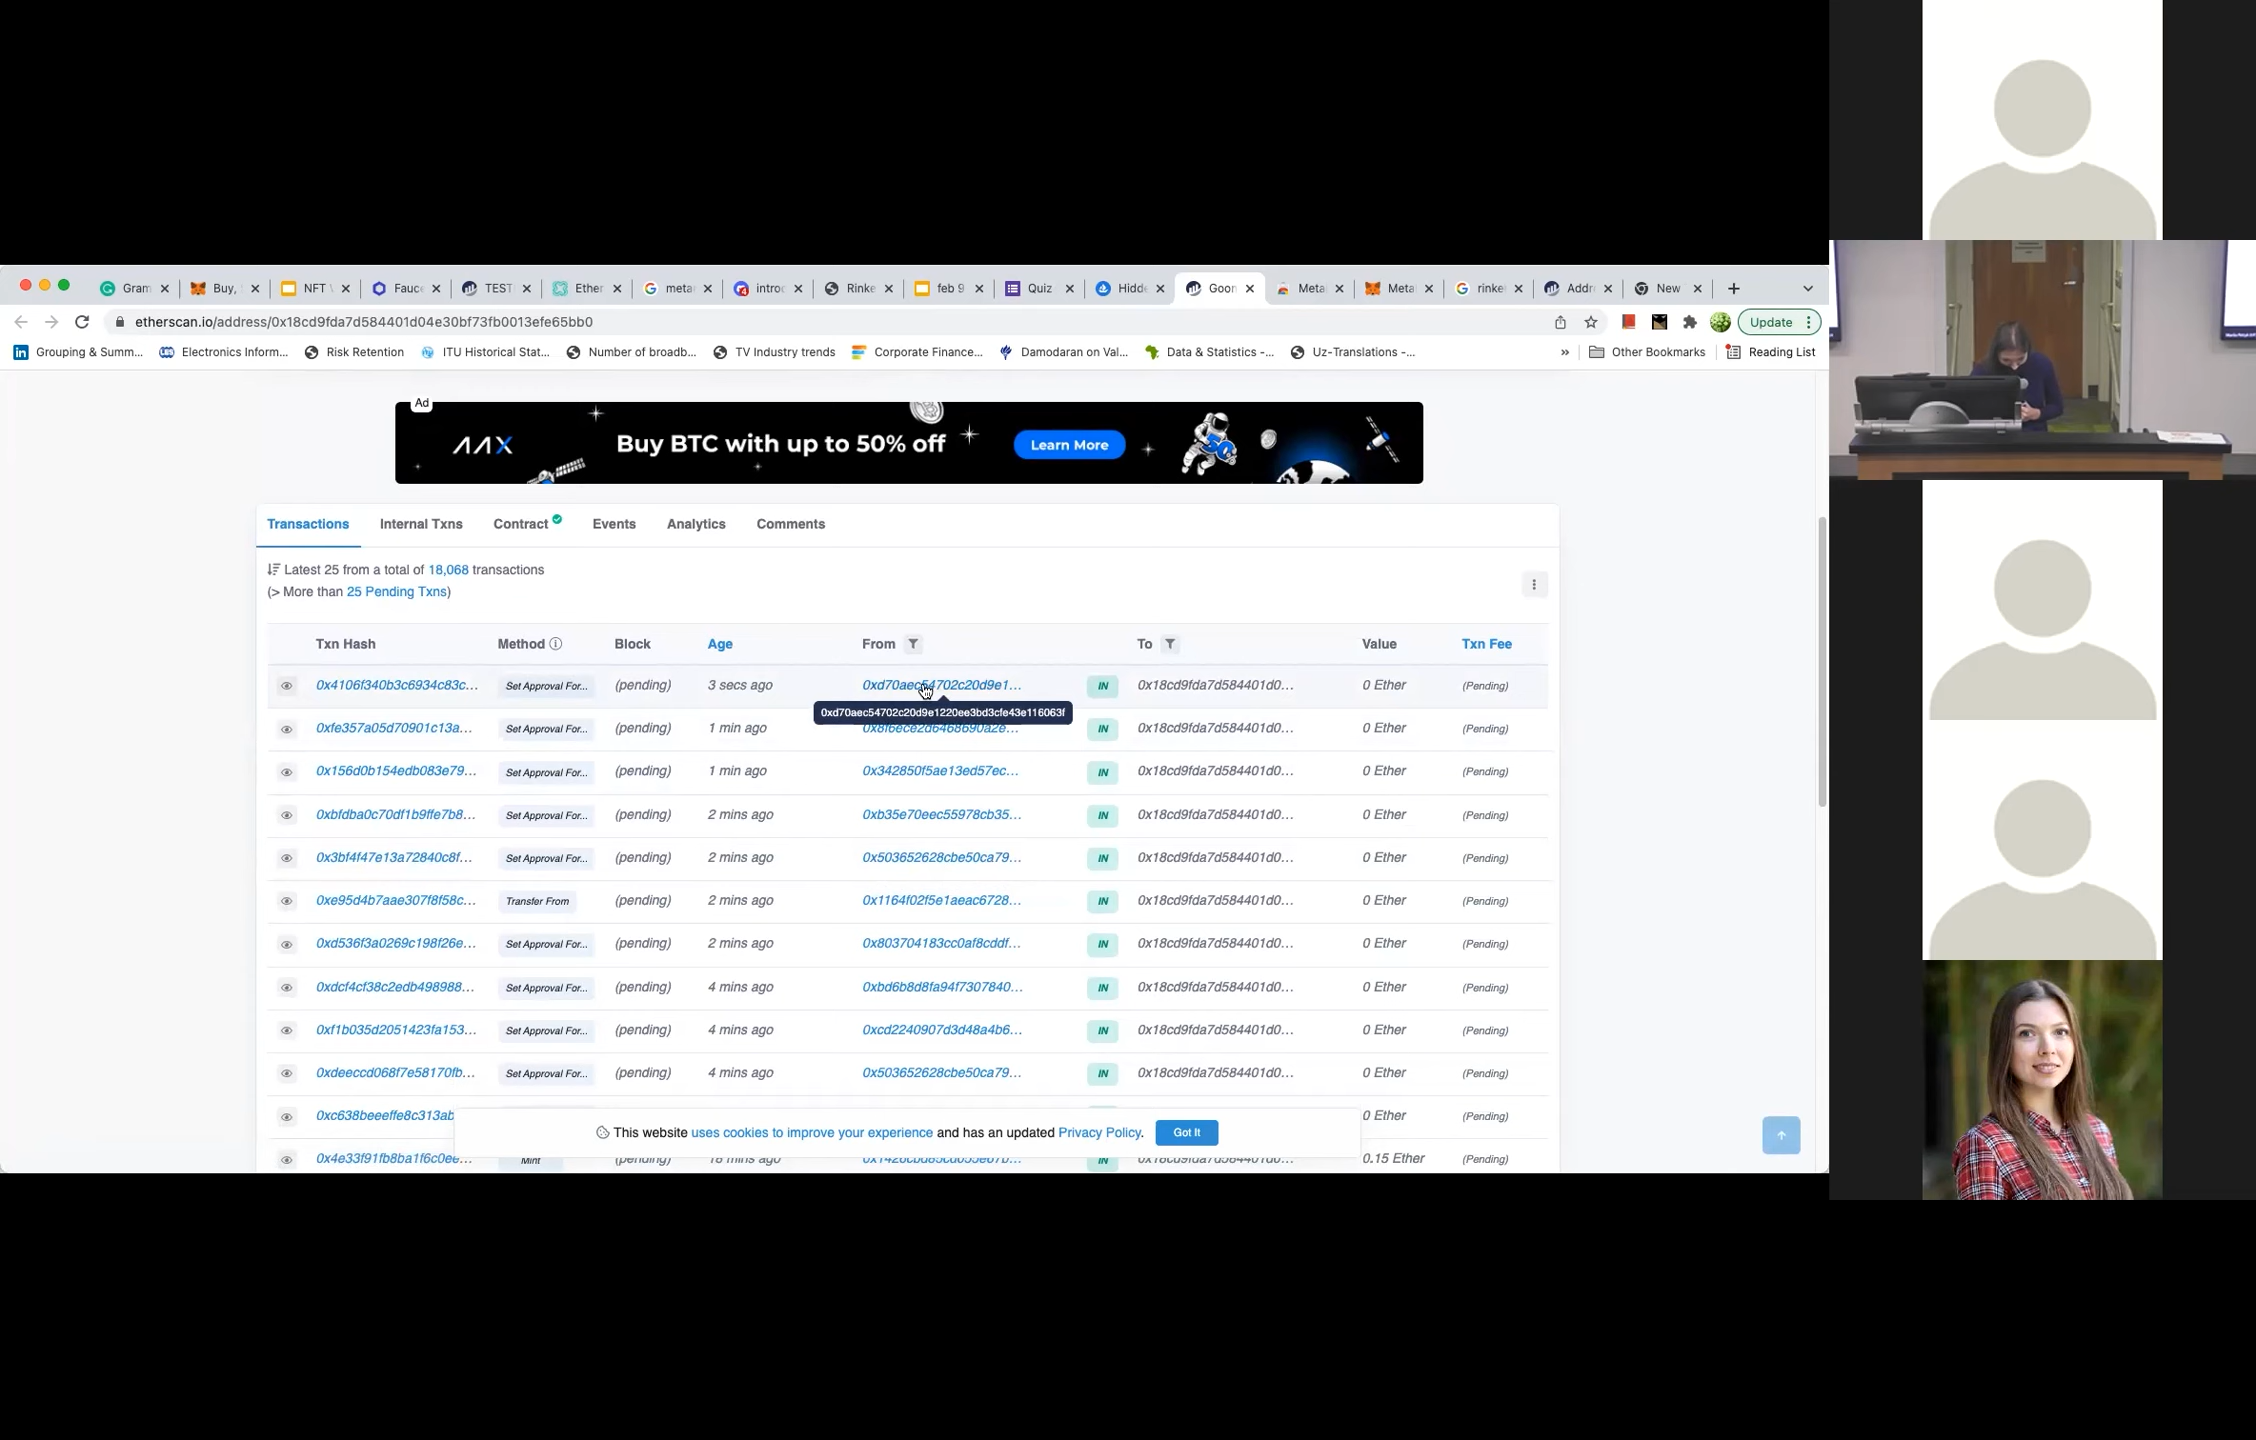 Gram
Buy,
NFT
Fauc
TEST
Ether
meta
introc
Rinke
feb 9
Quiz
Hidde
Goon
Meta
Meta
rinke
Addr
New
etherscan.io/address/0x18cd9fda7d584401d04e30bf73fb0013efe65bb0
Update
Grouping & Summ...
Electronics Inform...
Risk Retention
ITU Historical Stat...
Number of broadb...
TV Industry trends
Corporate Finance...
Damodaran on Val...
Data & Statistics -...
Uz-Translations -...
»
Other Bookmarks
Reading List
Ad
AAX
Buy BTC with up to 50% off
Learn More
Transactions Internal Txns Contract Events Analytics Comments
Latest 25 from a total of 18,068 transactions
(> More than 25 Pending Txns)
Txn Hash Method Block Age From To Value Txn Fee
0x4106f340b3c6934c83c... Set Approval For... (pending) 3 secs ago 0xd70aec54702c20d9e1... IN 0x18cd9fda7d584401d0... 0 Ether (Pending)
0xd70aec54702c20d9e1220ee3bd3cfe43e116063f
0xfe357a05d70901c13a... Set Approval For... (pending) 1 min ago 0x8f6ece2d6468690a2e... IN 0x18cd9fda7d584401d0... 0 Ether (Pending)
0x156d0b154edb083e79... Set Approval For... (pending) 1 min ago 0x342850f5ae13ed57ec... IN 0x18cd9fda7d584401d0... 0 Ether (Pending)
0xbfdba0c70df1b9ffe7b8... Set Approval For... (pending) 2 mins ago 0xb35e70eec55978cb35... IN 0x18cd9fda7d584401d0... 0 Ether (Pending)
0x3bf4f47e13a72840c8f... Set Approval For... (pending) 2 mins ago 0x503652628cbe50ca79... IN 0x18cd9fda7d584401d0... 0 Ether (Pending)
0xe95d4b7aae307f8f58c... Transfer From (pending) 2 mins ago 0x1164f02f5e1aeac6728... IN 0x18cd9fda7d584401d0... 0 Ether (Pending)
0xd536f3a0269c198f26e... Set Approval For... (pending) 2 mins ago 0x803704183cc0af8cddf... IN 0x18cd9fda7d584401d0... 0 Ether (Pending)
0xdcf4cf38c2edb498988... Set Approval For... (pending) 4 mins ago 0xbd6b8d8fa94f7307840... IN 0x18cd9fda7d584401d0... 0 Ether (Pending)
0xf1b035d2051423fa153... Set Approval For... (pending) 4 mins ago 0xcd2240907d3d48a4b6... IN 0x18cd9fda7d584401d0... 0 Ether (Pending)
0xdeeccd068f7e58170fb... Set Approval For... (pending) 4 mins ago 0x503652628cbe50ca79... IN 0x18cd9fda7d584401d0... 0 Ether (Pending)
0xc638beeeffe8c313ab 0 Ether (Pending)
This website uses cookies to improve your experience and has an updated Privacy Policy. Got It
0x4e33f91fb8ba1f6c0ee... Mint (pending) 18 mins ago IN 0x18cd9fda7d584401d0... 0.15 Ether (Pending)